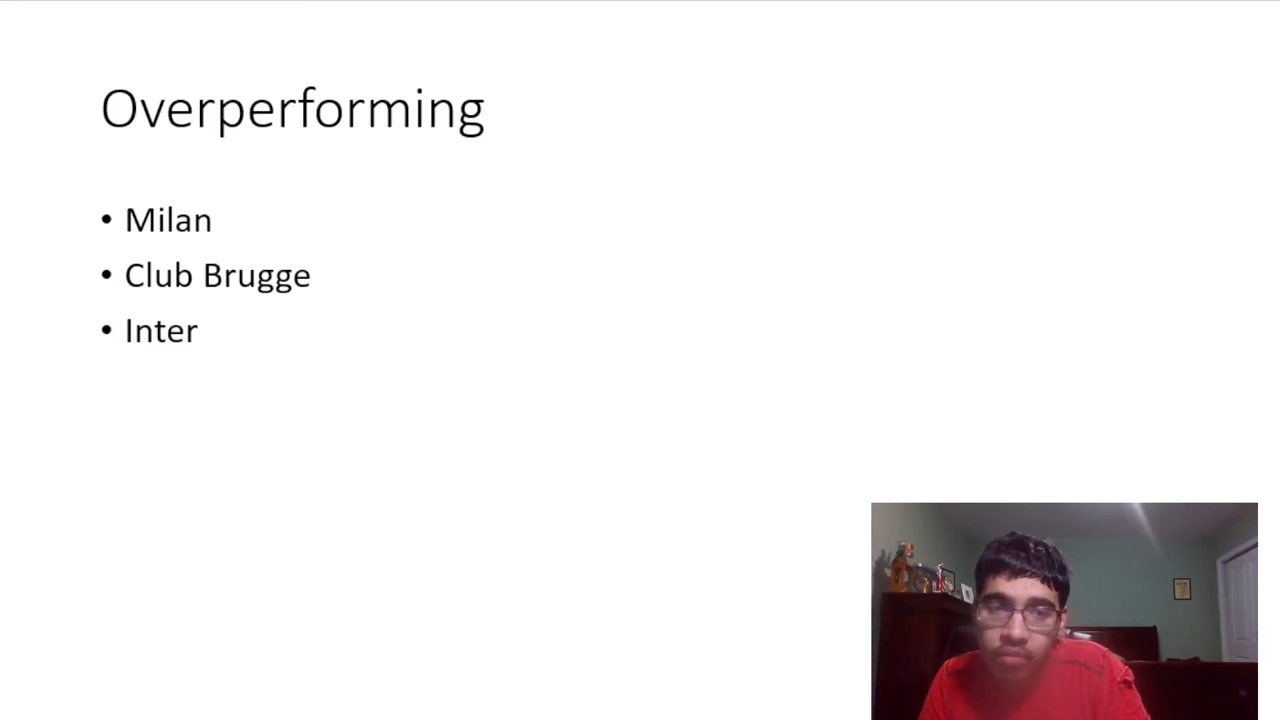 Overperforming
• Milan
• Club Brugge
• Inter